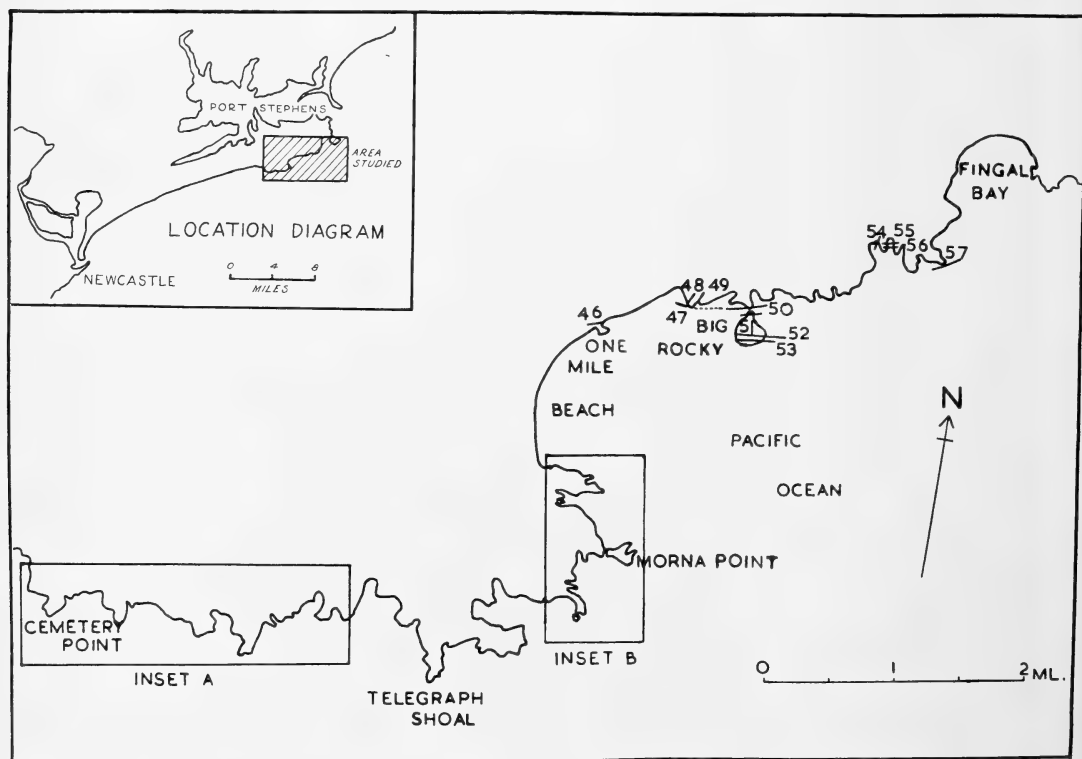 PORT STEPHENS
AREA
STUDIED
LOCATION DIAGRAM
0 4 8
MILES
NEWCASTLE
FINGAL
BAY
54 55
56 57
48 49
46
47
50
BIG
51
ROCKY
52
53
ONE
MILE
BEACH
N
PACIFIC
OCEAN
MORNA POINT
CEMETERY
POINT
INSET A
INSET B
TELEGRAPH
SHOAL
0 1 2 ML.